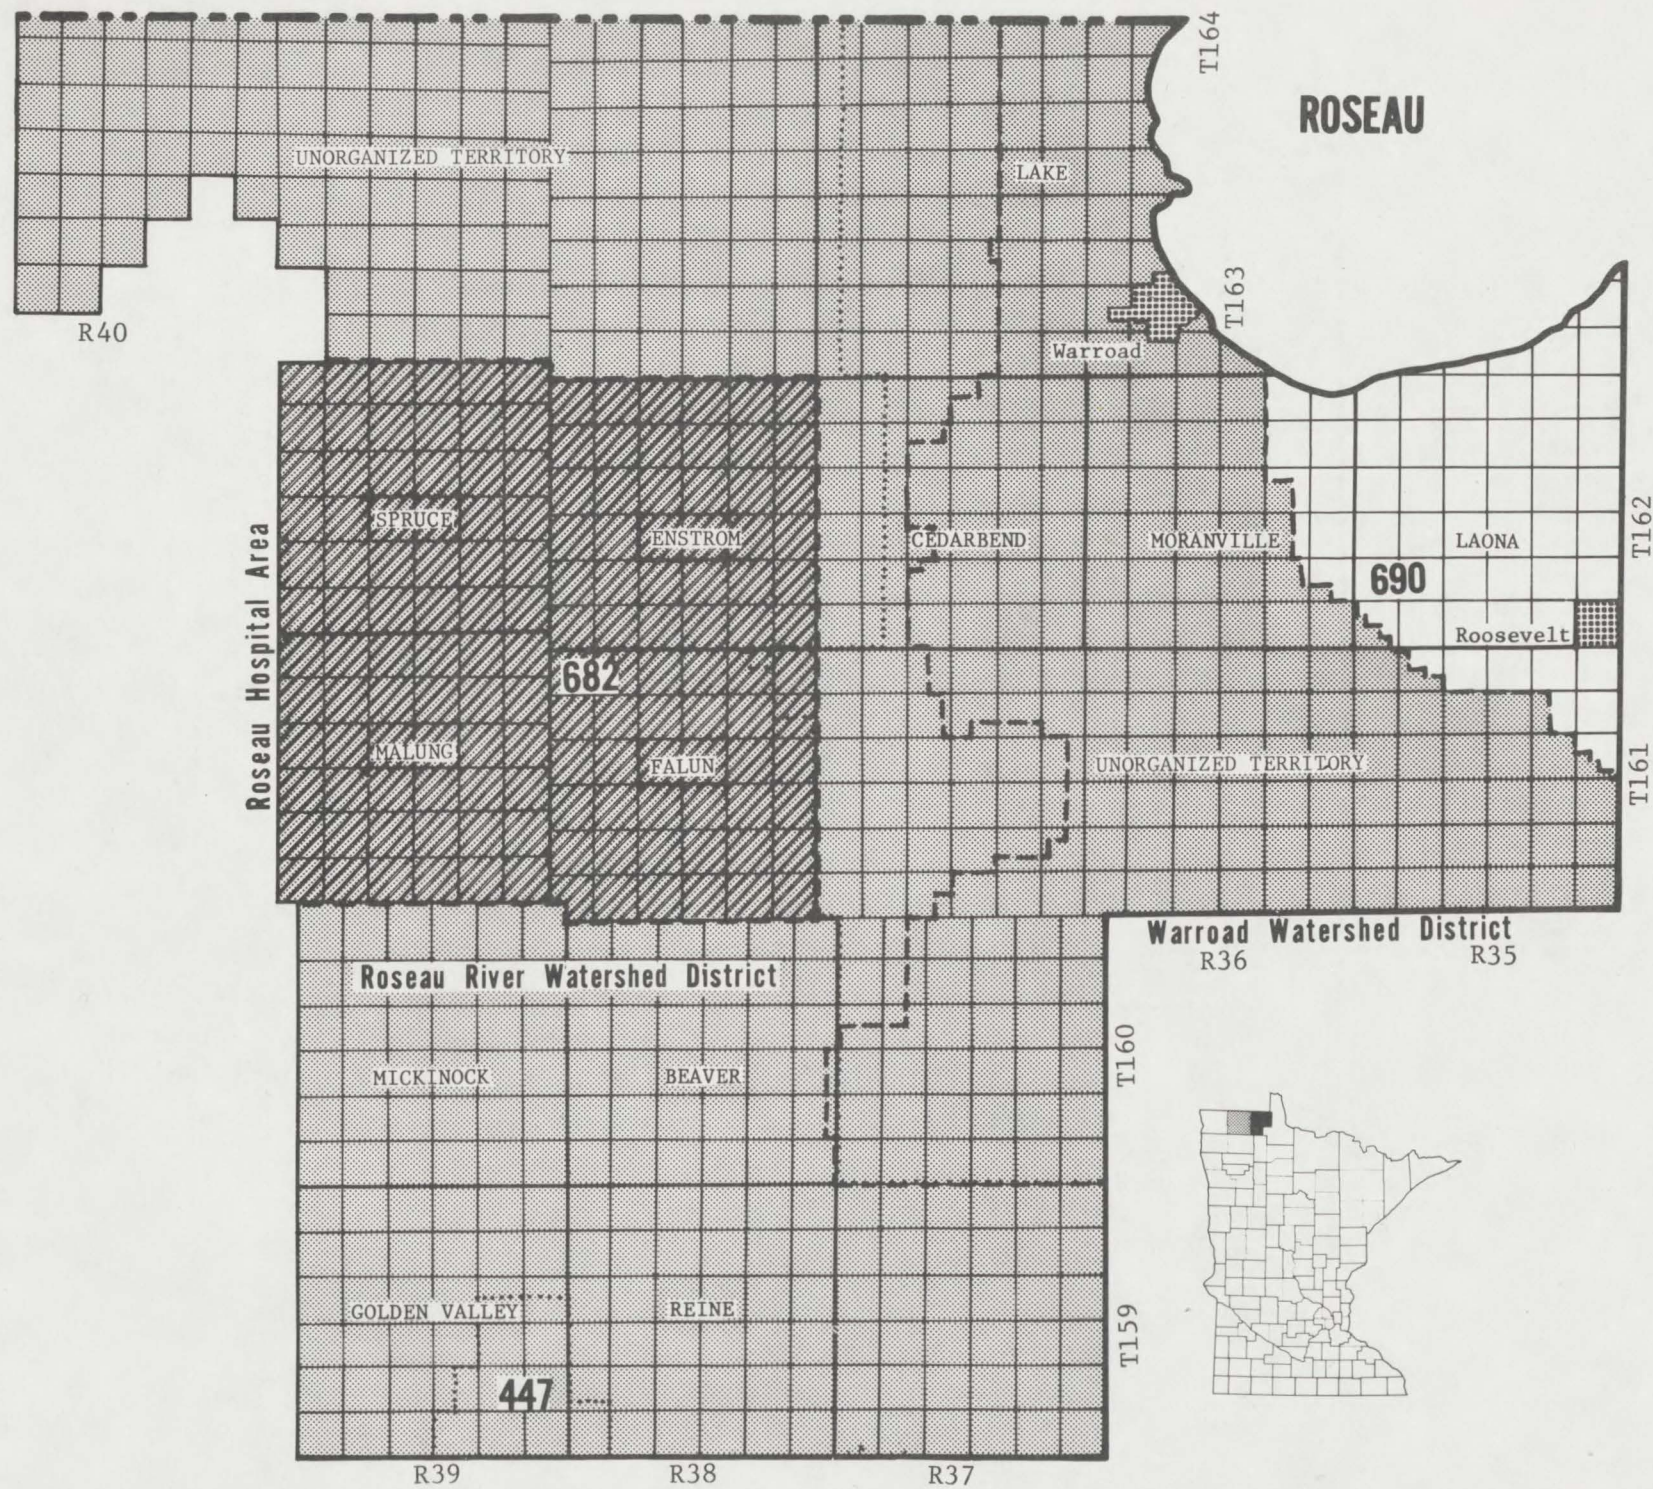 T164
ROSEAU
UNORGANIZED TERRITORY
LAKE
T163
R40
Warroad
SPRUCE
ENSTROM
CEDARBEND
MORANVILLE
LAONA
T162
690
Roseau Hospital Area
Roosevelt
682
MALUNG
FALUN
UNORGANIZED TERRITORY
T161
Warroad Watershed District
R36
R35
Roseau River Watershed District
MICKINOCK
BEAVER
T160
GOLDEN VALLEY
REINE
T159
447
R39
R38
R37